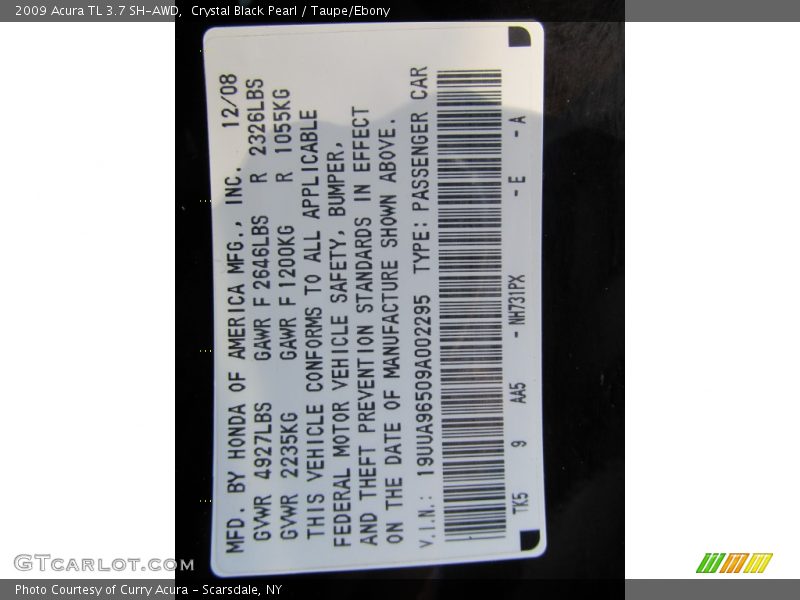 2009 Acura TL 3.7 SH-AWD, Crystal Black Pearl / Taupe/Ebony
MFD. BY HONDA OF AMERICA MFG., INC. 12/08
GVWR 4927LBS GAWR F 2646LBS R 2326LBS
GVWR 2235KG GAWR F 1200KG R 1055KG
THIS VEHICLE CONFORMS TO ALL APPLICABLE
FEDERAL MOTOR VEHICLE SAFETY, BUMPER,
AND THEFT PREVENTION STANDARDS IN EFFECT
ON THE DATE OF MANUFACTURE SHOWN ABOVE.
V.I.N.: 19UUA96509A002295 TYPE: PASSENGER CAR
TK5 9 AA5 - NH731PX - E - A
GTCARLOT.COM
Photo Courtesy of Curry Acura - Scarsdale, NY